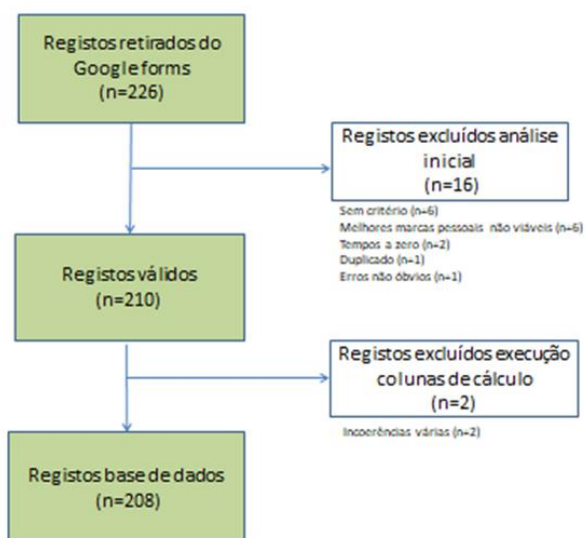 Registos retirados do
Google forms
(n=226)
Registos excluídos análise
inicial
(n=16)
Sem critério (n=6)
Melhores marcas pessoais não viáveis (n=6)
Tempos a zero (n=2)
Duplicado (n=1)
Erros não óbvios (n=1)
Registos válidos
(n=210)
Registos excluídos execução
colunas de cálculo
(n=2)
Incoerências várias (n=2)
Registos base de dados
(n=208)